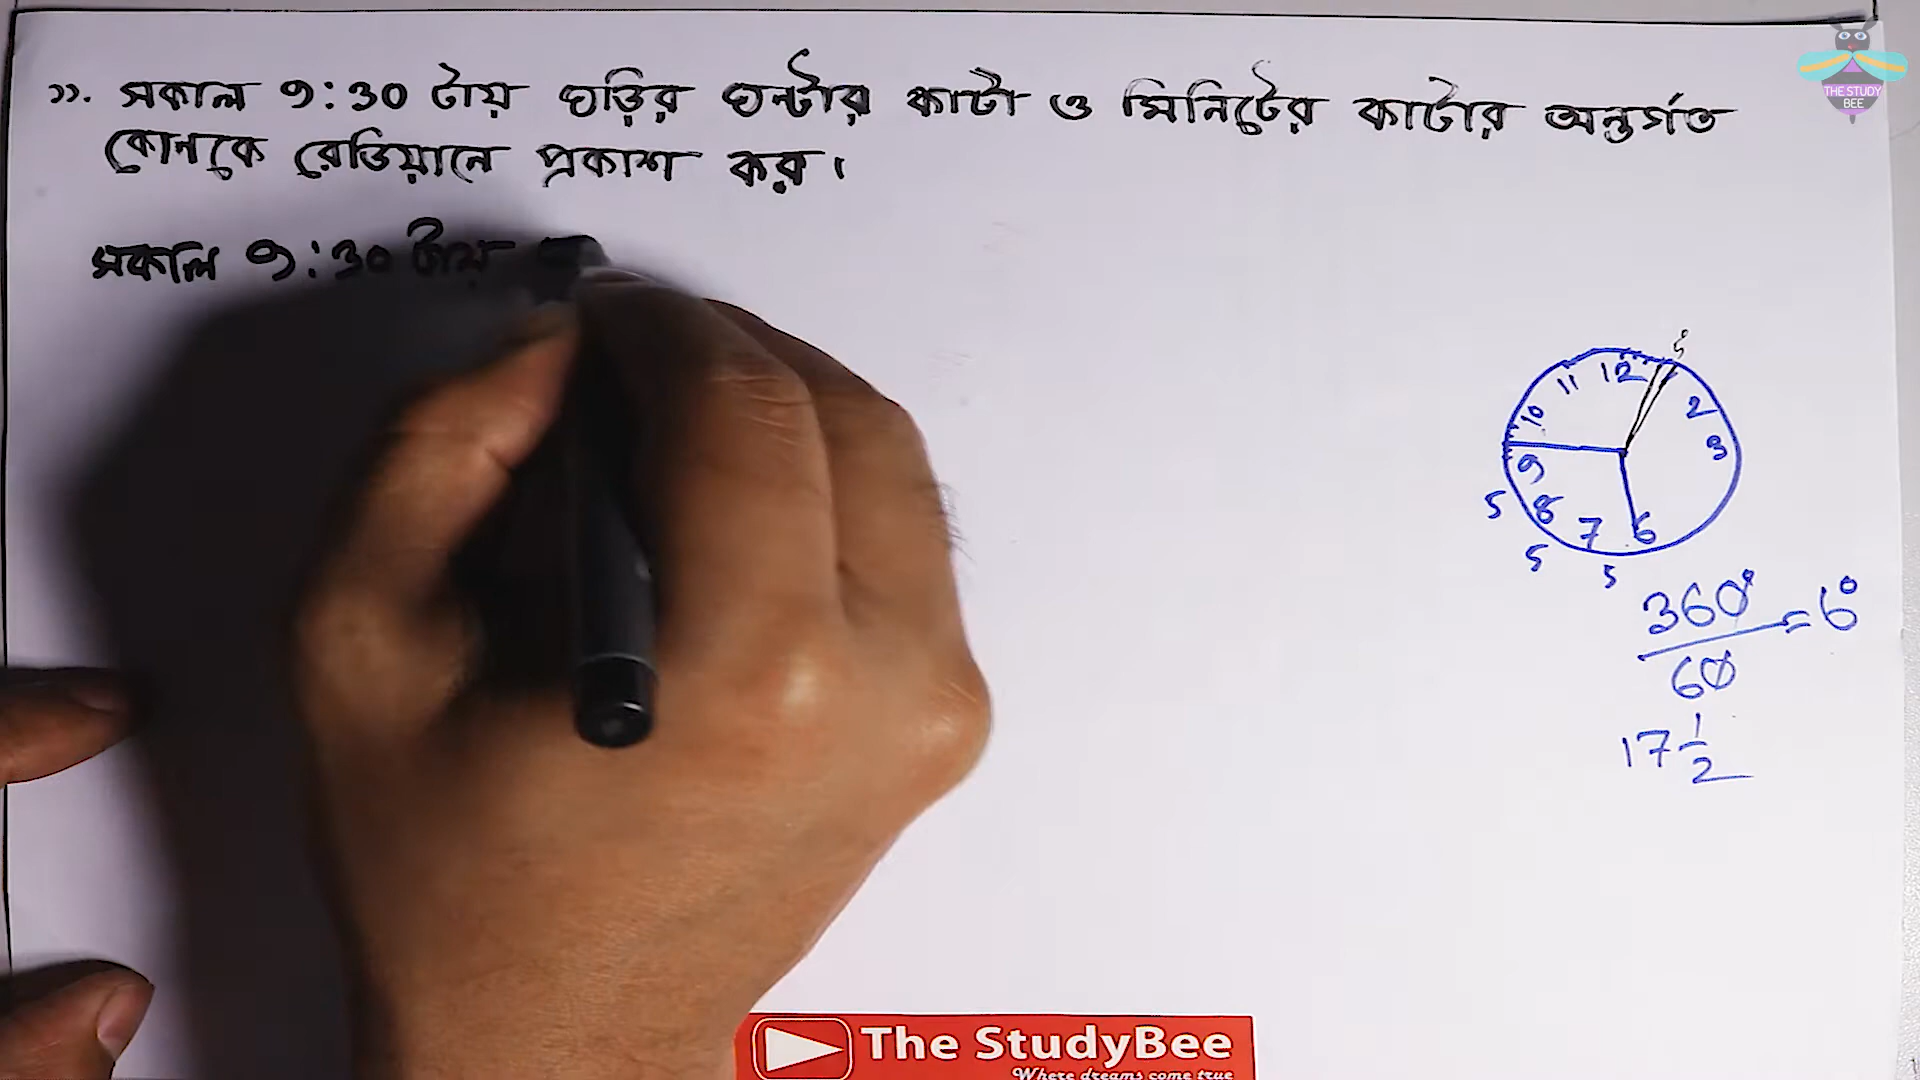 ১১. সকাল 9:30 টায় ঘড়ির ঘন্টার কাটা ও মিনিটের কাটার অন্তর্গত
কোণকে রেডিয়ানে প্রকাশ কর।
সকাল 9:30 টায়
5°
11 12
10 2
9 3
8 7 6
5
5
5
360°
60
= 6°
17 1/2
THE STUDY
BEE
The StudyBee
Where dreams come true